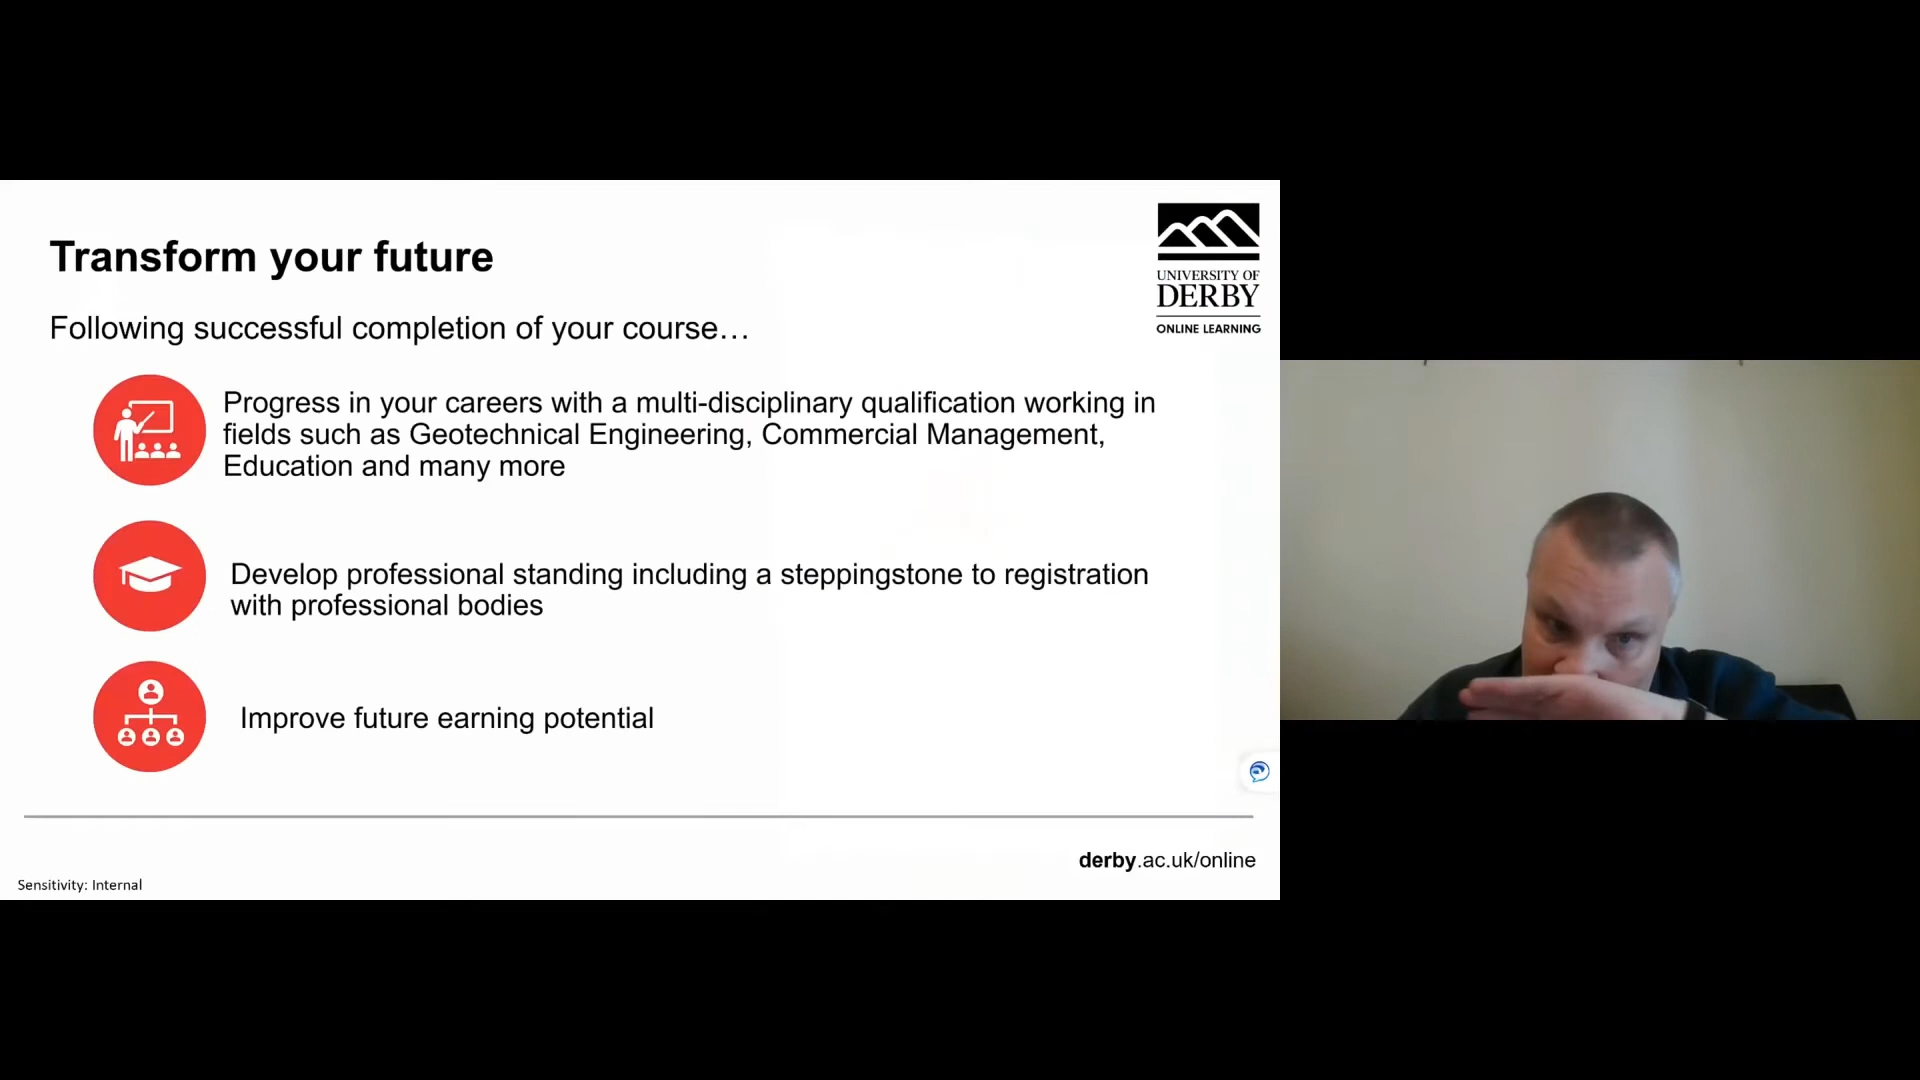 Transform your future
Following successful completion of your course…
Progress in your careers with a multi-disciplinary qualification working in
fields such as Geotechnical Engineering, Commercial Management,
Education and many more
Develop professional standing including a steppingstone to registration
with professional bodies
Improve future earning potential
UNIVERSITY OF
DERBY
ONLINE LEARNING
derby.ac.uk/online
Sensitivity: Internal